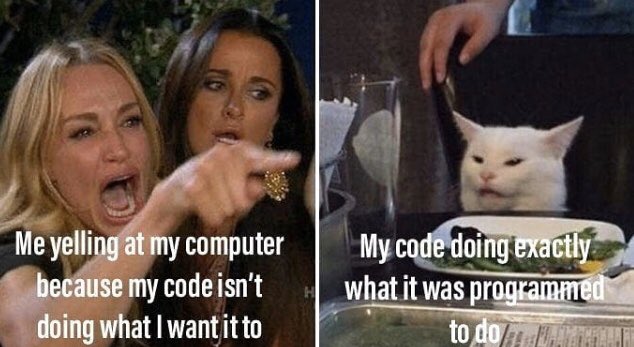 Me yelling at my computer
because my code isn't
doing what I want it to
My code doing exactly
what it was programmed
to do